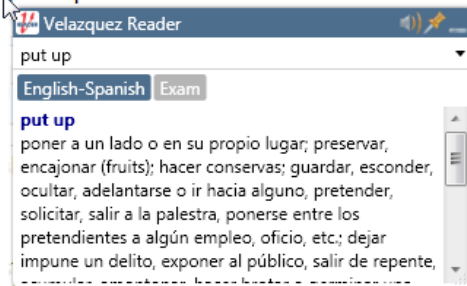 Velazquez Reader
put up
English-Spanish Exam
put up
poner a un lado o en su propio lugar; preservar,
encajonar (fruits); hacer conservas; guardar, esconder,
ocultar, adelantarse o ir hacia alguno, pretender,
solicitar, salir a la palestra, ponerse entre los
pretendientes a algún empleo, oficio, etc.; dejar
impune un delito, exponer al público, salir de repente,